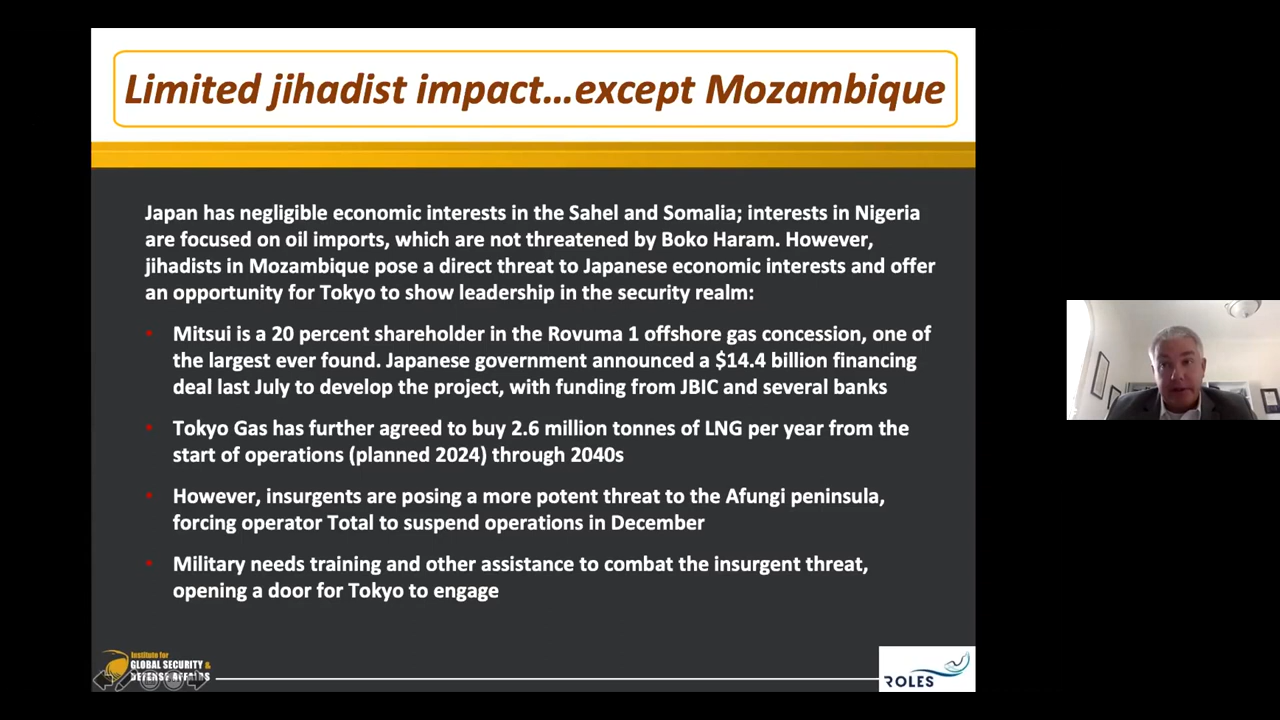 Limited jihadist impact...except Mozambique
Japan has negligible economic interests in the Sahel and Somalia; interests in Nigeria
are focused on oil imports, which are not threatened by Boko Haram. However,
jihadists in Mozambique pose a direct threat to Japanese economic interests and offer
an opportunity for Tokyo to show leadership in the security realm:
• Mitsui is a 20 percent shareholder in the Rovuma 1 offshore gas concession, one of
the largest ever found. Japanese government announced a $14.4 billion financing
deal last July to develop the project, with funding from JBIC and several banks
• Tokyo Gas has further agreed to buy 2.6 million tonnes of LNG per year from the
start of operations (planned 2024) through 2040s
• However, insurgents are posing a more potent threat to the Afungi peninsula,
forcing operator Total to suspend operations in December
• Military needs training and other assistance to combat the insurgent threat,
opening a door for Tokyo to engage
Institute for
GLOBAL SECURITY &
DEFENSE AFFAIRS
ROLES